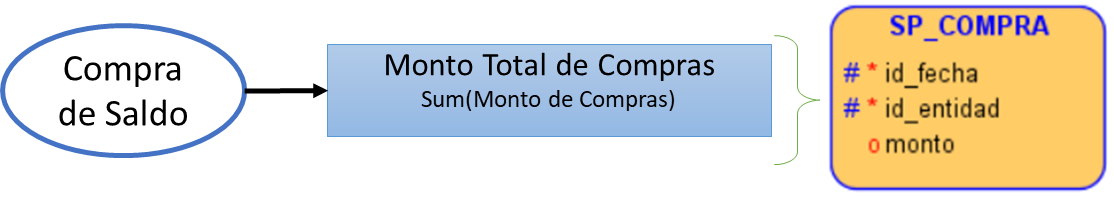 Compra
de Saldo
Monto Total de Compras
Sum(Monto de Compras)
SP_COMPRA
# * id_fecha
# * id_entidad
o monto